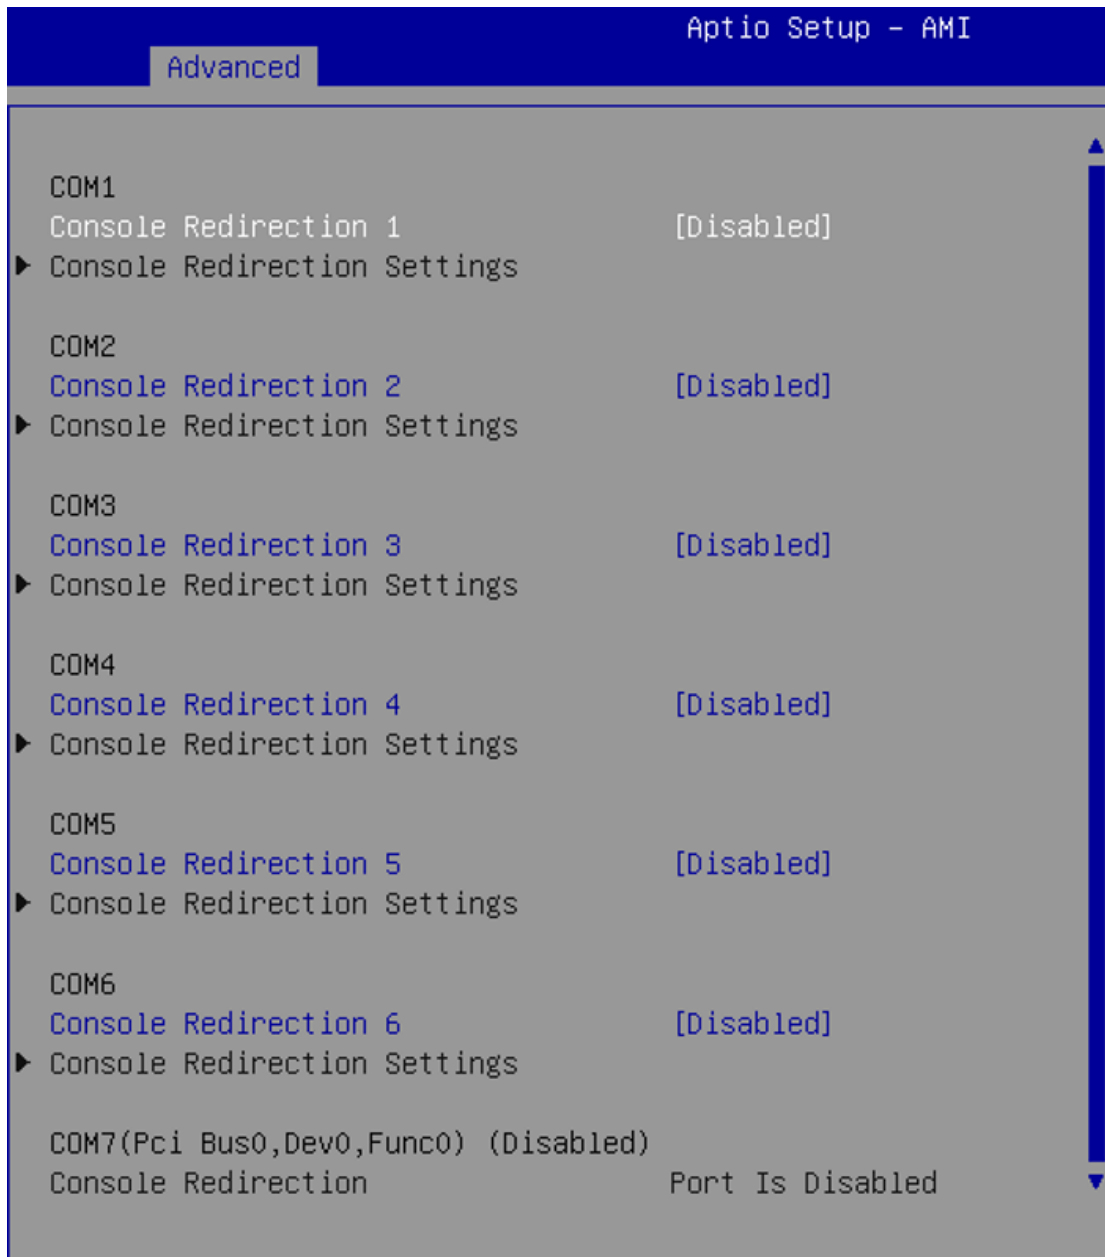 Aptio Setup – AMI
Advanced
COM1
Console Redirection 1 [Disabled]
Console Redirection Settings
COM2
Console Redirection 2 [Disabled]
Console Redirection Settings
COM3
Console Redirection 3 [Disabled]
Console Redirection Settings
COM4
Console Redirection 4 [Disabled]
Console Redirection Settings
COM5
Console Redirection 5 [Disabled]
Console Redirection Settings
COM6
Console Redirection 6 [Disabled]
Console Redirection Settings
COM7(Pci Bus0,Dev0,Func0) (Disabled)
Console Redirection Port Is Disabled